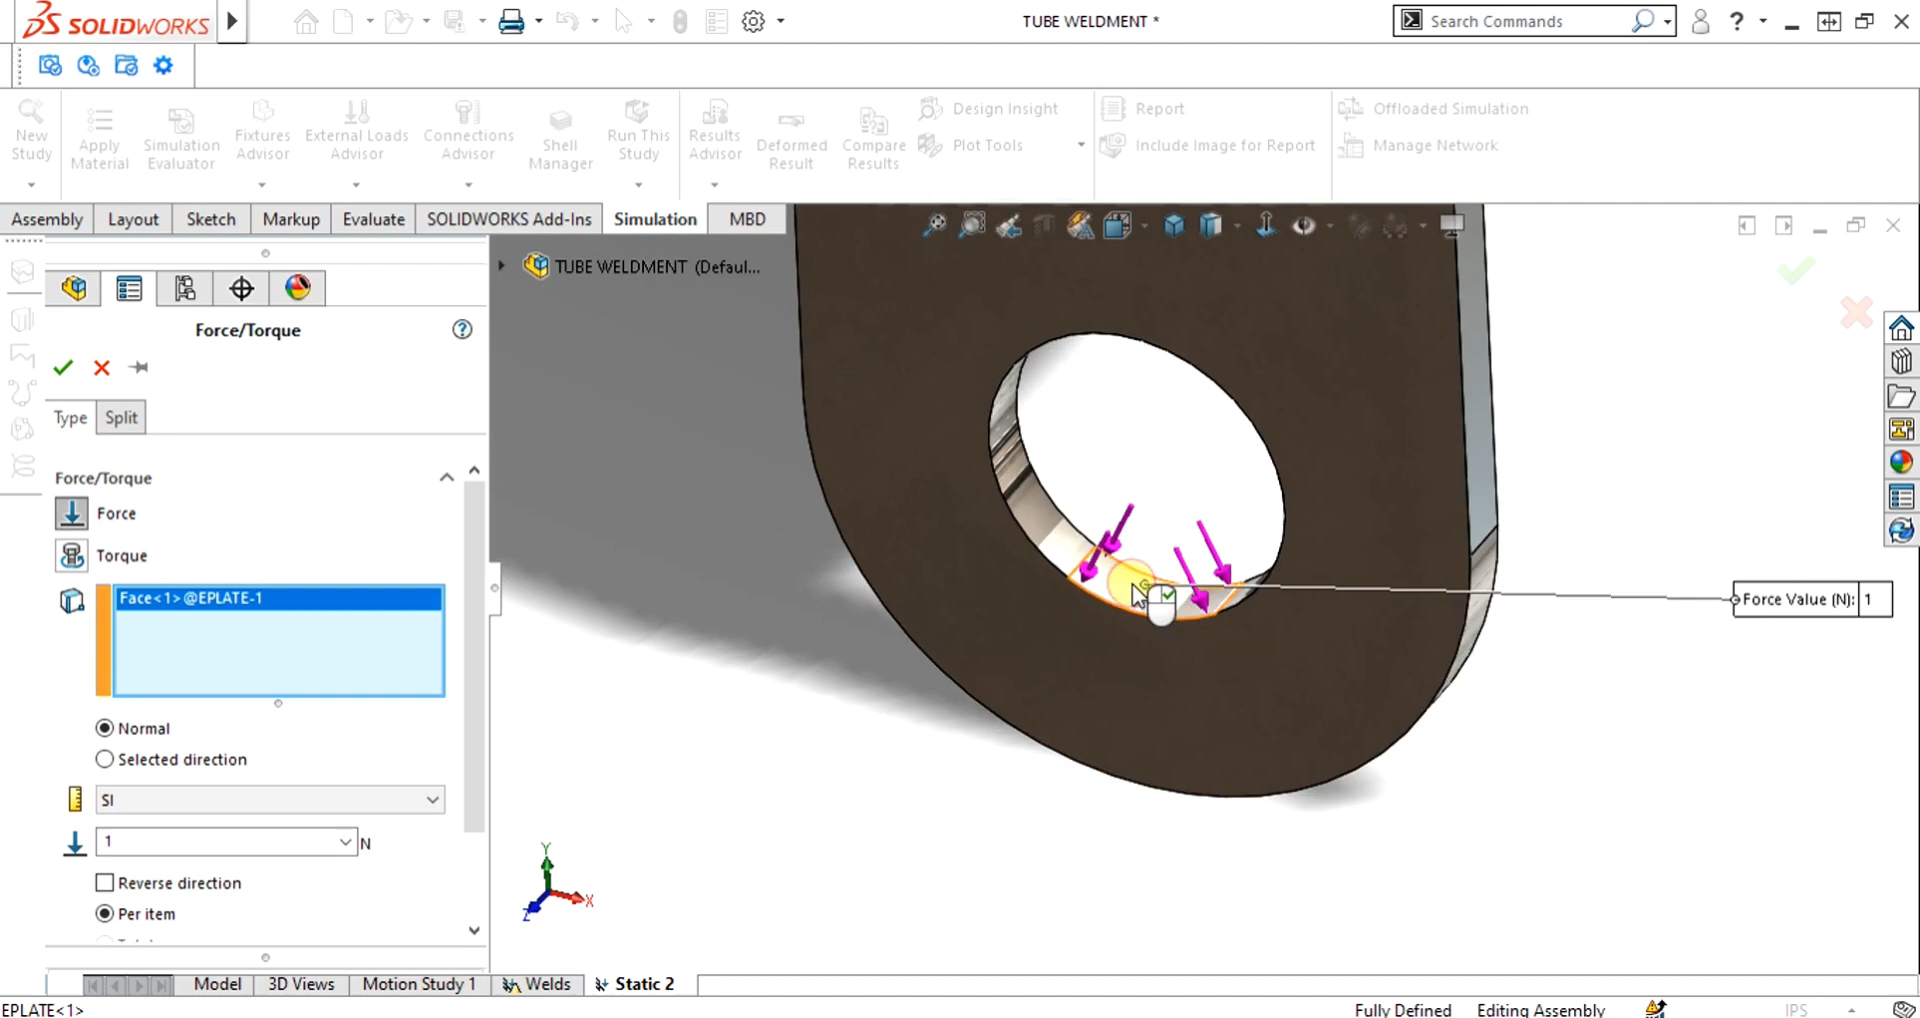 SOLIDWORKS
TUBE WELDMENT *
Search Commands
?
New Study
Apply Material
Simulation Evaluator
Fixtures Advisor
External Loads Advisor
Connections Advisor
Shell Manager
Run This Study
Results Advisor
Deformed Result
Compare Results
Design Insight
Plot Tools
Report
Include Image for Report
Offloaded Simulation
Manage Network
Assembly
Layout
Sketch
Markup
Evaluate
SOLIDWORKS Add-Ins
Simulation
MBD
TUBE WELDMENT (Defaul...
Force/Torque
?
Type
Split
Force/Torque
Force
Torque
Face<1>@EPLATE-1
Normal
Selected direction
SI
1
N
Reverse direction
Per item
Force Value (N): 1
Y
X
Z
Model
3D Views
Motion Study 1
Welds
Static 2
EPLATE<1>
Fully Defined
Editing Assembly
IPS